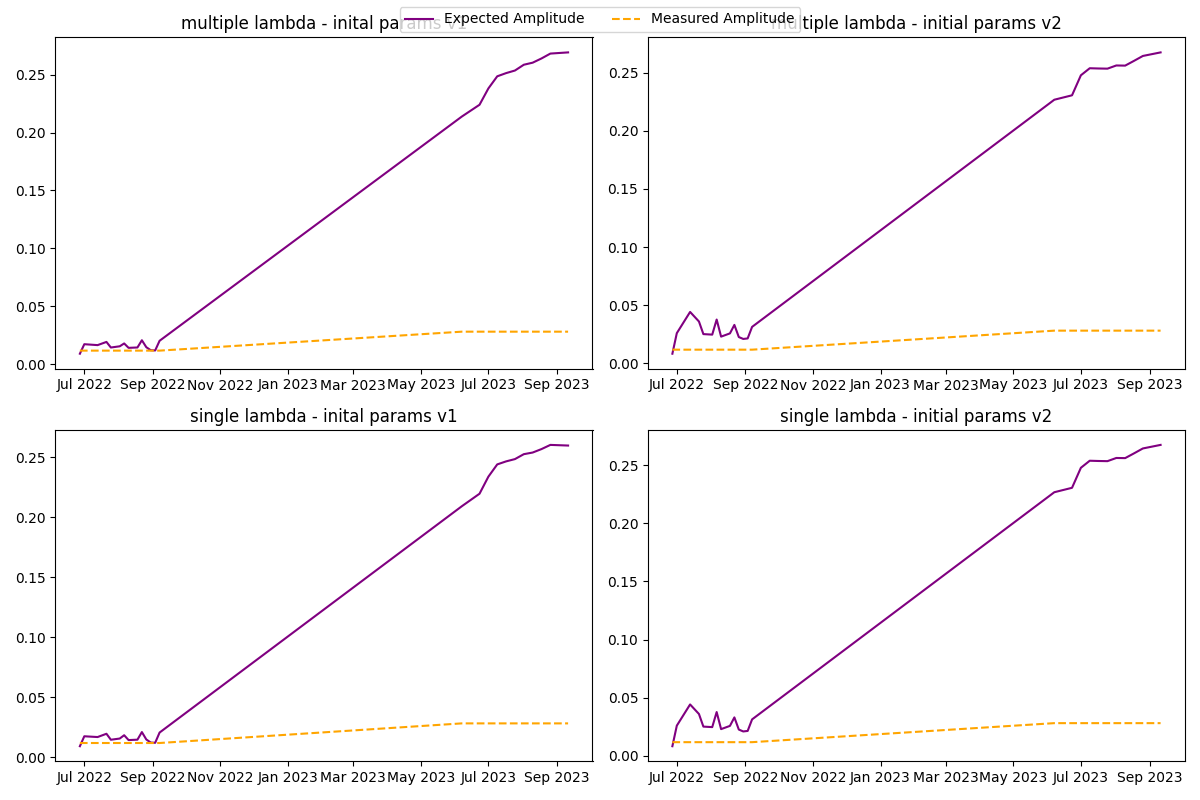 Expected Amplitude Measured Amplitude
multiple lambda - inital params v1
multiple lambda - initial params v2
0.25
0.20
0.15
0.10
0.05
0.00
Jul 2022 Sep 2022 Nov 2022 Jan 2023 Mar 2023 May 2023 Jul 2023 Sep 2023
0.25
0.20
0.15
0.10
0.05
0.00
Jul 2022 Sep 2022 Nov 2022 Jan 2023 Mar 2023 May 2023 Jul 2023 Sep 2023
single lambda - inital params v1
0.25
0.20
0.15
0.10
0.05
0.00
Jul 2022 Sep 2022 Nov 2022 Jan 2023 Mar 2023 May 2023 Jul 2023 Sep 2023
single lambda - initial params v2
0.25
0.20
0.15
0.10
0.05
0.00
Jul 2022 Sep 2022 Nov 2022 Jan 2023 Mar 2023 May 2023 Jul 2023 Sep 2023